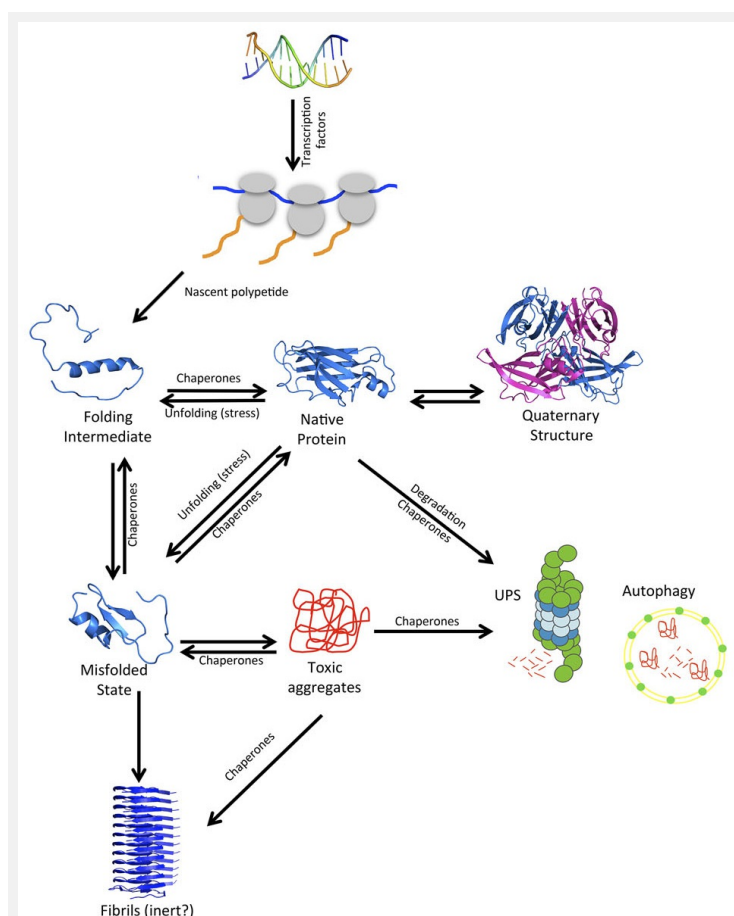 Transcription
factors
Nascent polypetide
Chaperones
Unfolding (stress)
Folding
Intermediate
Native
Protein
Quaternary
Structure
Chaperones
Unfolding (stress)
Chaperones
Degradation
Chaperones
UPS
Autophagy
Chaperones
Chaperones
Misfolded
State
Toxic
aggregates
Chaperones
Fibrils (inert?)